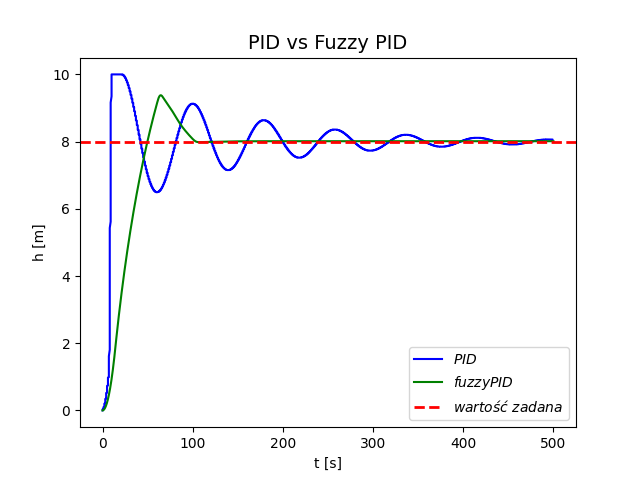 PID vs Fuzzy PID
10
8
6
4
2
0
h [m]
0 100 200 300 400 500
t [s]
PID
fuzzyPID
wartość zadana